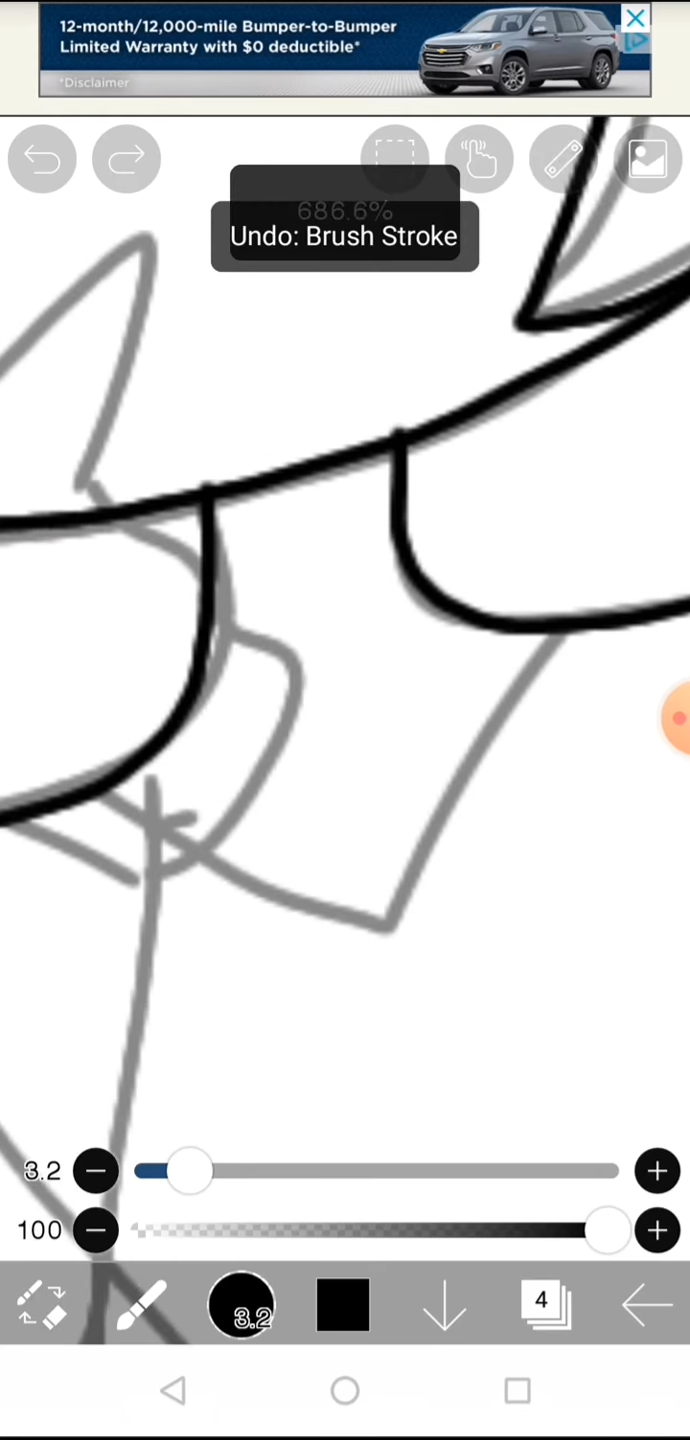 12-month/12,000-mile Bumper-to-Bumper
Limited Warranty with $0 deductible*
*Disclaimer
686.6%
Undo: Brush Stroke
3.2
100
3.2
4